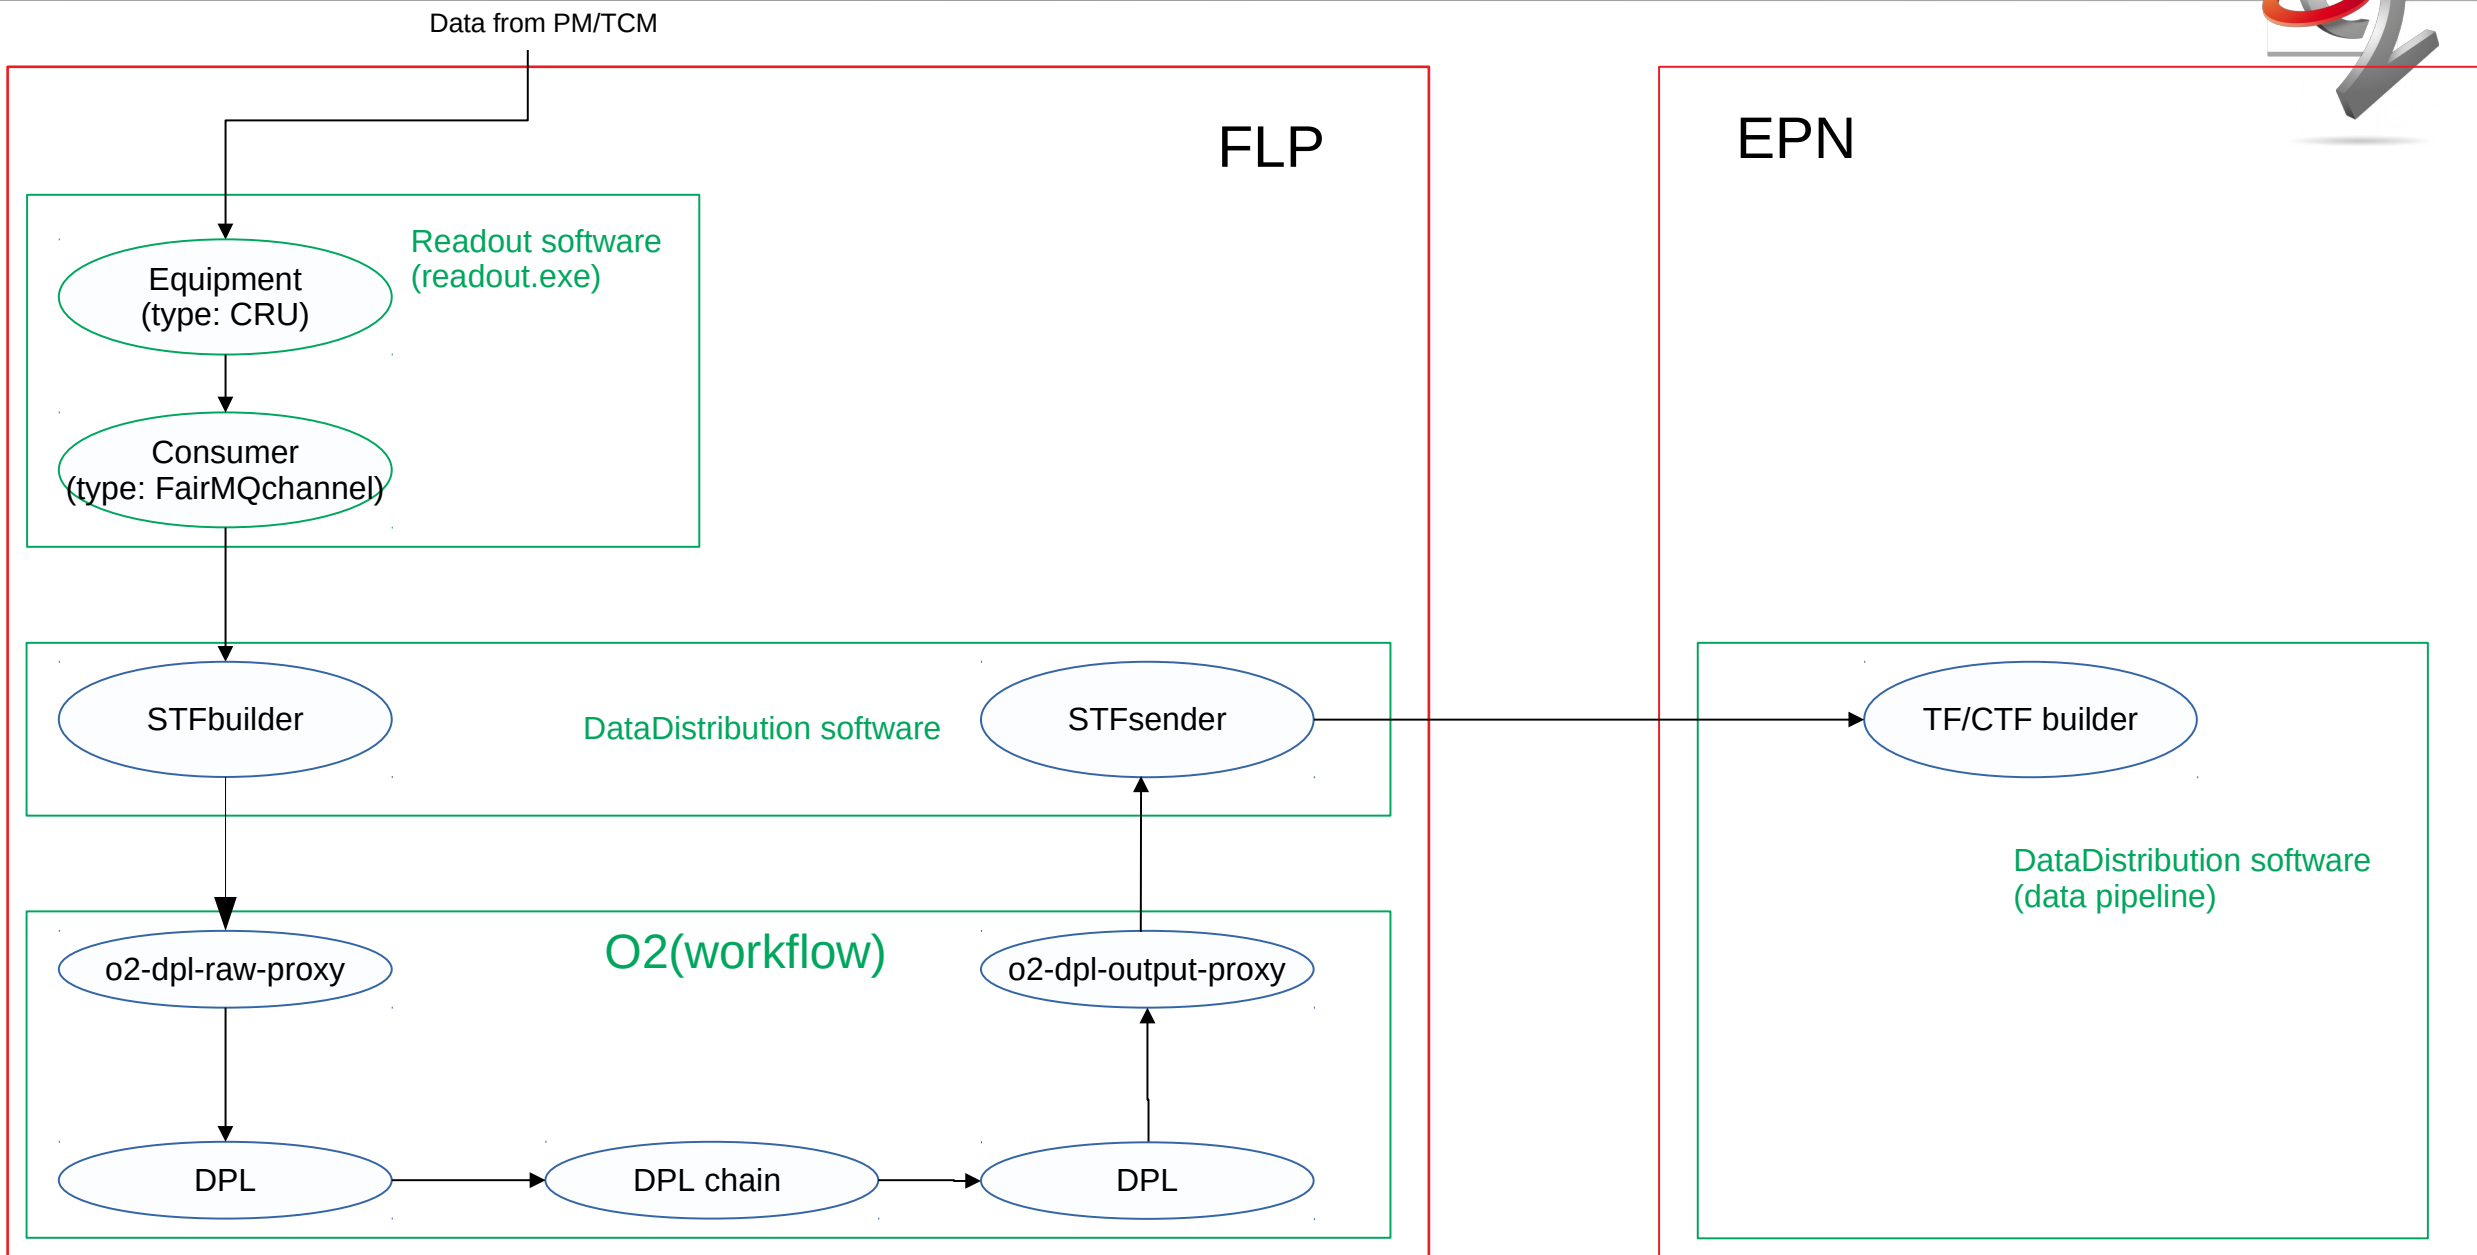 Data from PM/TCM
FLP
EPN
Readout software
(readout.exe)
Equipment
(type: CRU)
Consumer
(type: FairMQchannel)
STFbuilder
DataDistribution software
STFsender
TF/CTF builder
DataDistribution software
(data pipeline)
O2(workflow)
o2-dpl-raw-proxy
o2-dpl-output-proxy
DPL
DPL chain
DPL